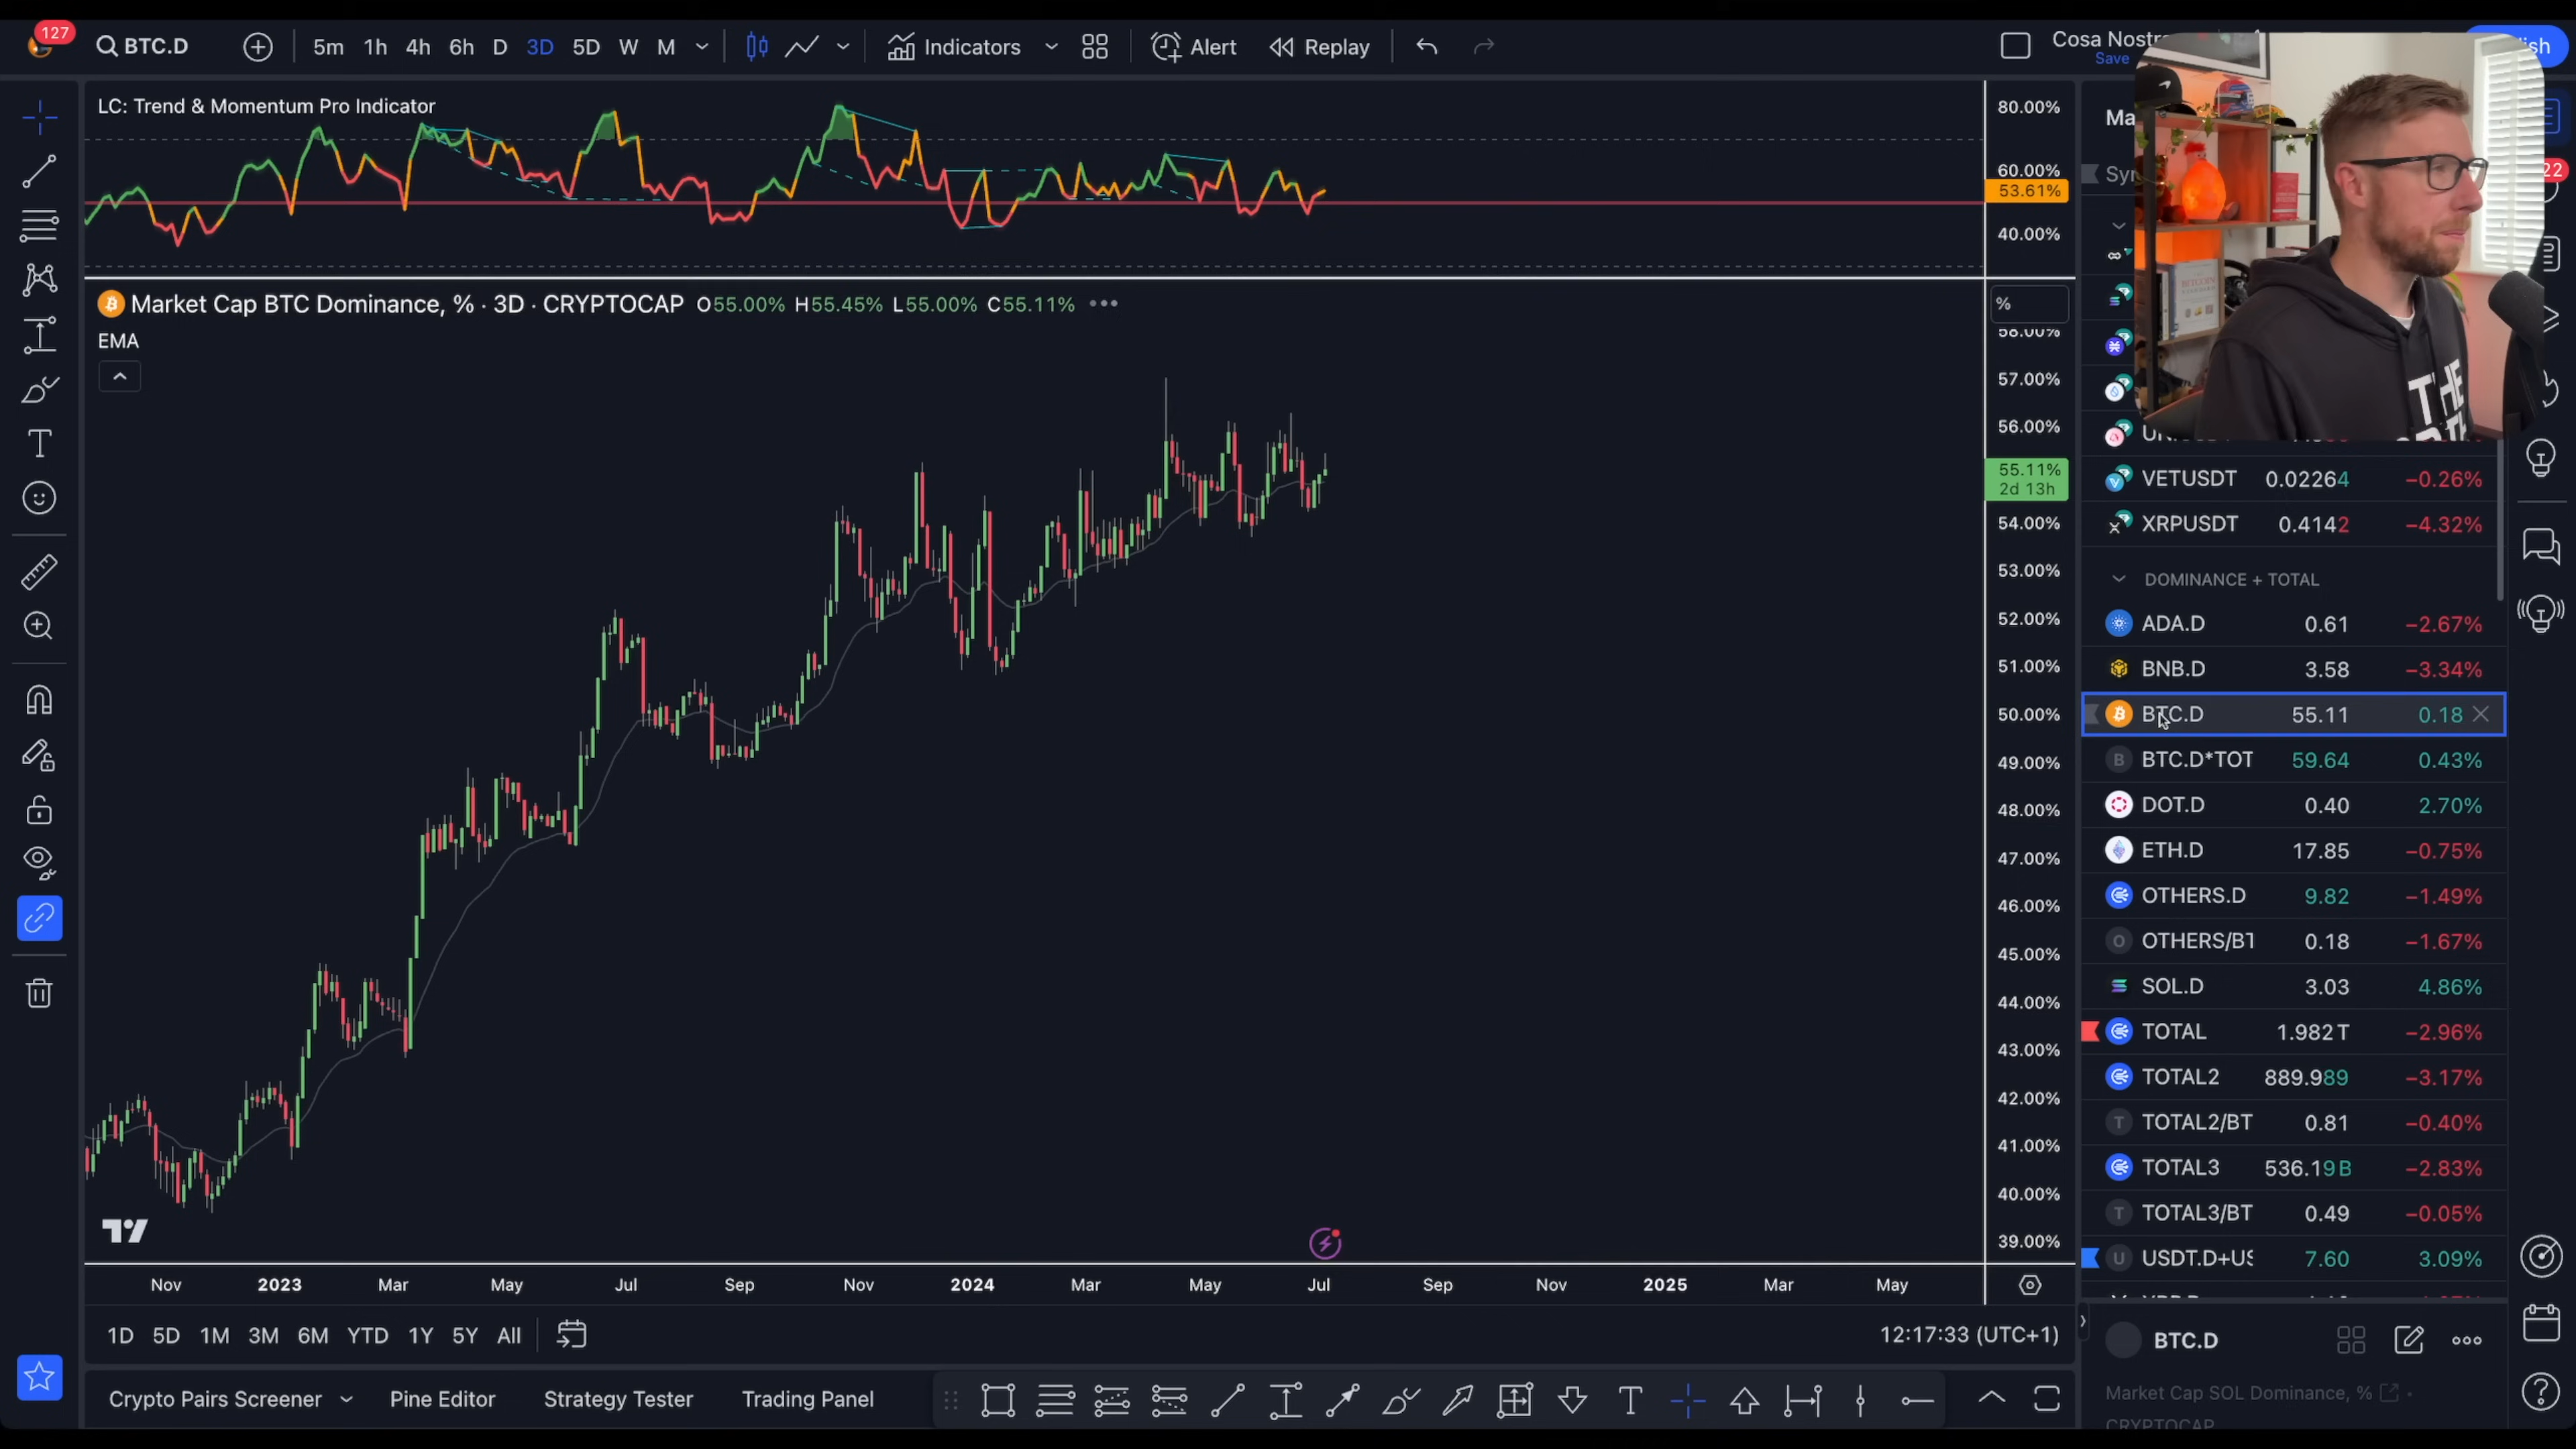 127
BTC.D
5m 1h 4h 6h D 3D 5D W M
Indicators
Alert
Replay
Cosa Nostr
Save
sh
LC: Trend & Momentum Pro Indicator
80.00%
60.00%
53.61%
40.00%
Market Cap BTC Dominance, % · 3D · CRYPTOCAP O55.00% H55.45% L55.00% C55.11%
EMA
%
58.00%
57.00%
56.00%
55.11%
2d 13h
54.00%
53.00%
52.00%
51.00%
50.00%
49.00%
48.00%
47.00%
46.00%
45.00%
44.00%
43.00%
42.00%
41.00%
40.00%
39.00%
Nov 2023 Mar May Jul Sep Nov 2024 Mar May Jul Sep Nov 2025 Mar May
1D 5D 1M 3M 6M YTD 1Y 5Y All
12:17:33 (UTC+1)
Crypto Pairs Screener Pine Editor Strategy Tester Trading Panel
Ma
Syr
22
THE
VETUSDT 0.02264 −0.26%
XRPUSDT 0.4142 −4.32%
DOMINANCE + TOTAL
ADA.D 0.61 −2.67%
BNB.D 3.58 −3.34%
BTC.D 55.11 0.18
BTC.D*TOT 59.64 0.43%
DOT.D 0.40 2.70%
ETH.D 17.85 −0.75%
OTHERS.D 9.82 −1.49%
OTHERS/BT 0.18 −1.67%
SOL.D 3.03 4.86%
TOTAL 1.982 T −2.96%
TOTAL2 889.989 −3.17%
TOTAL2/BT 0.81 −0.40%
TOTAL3 536.19 B −2.83%
TOTAL3/BT 0.49 −0.05%
USDT.D+US 7.60 3.09%
BTC.D
Market Cap SOL Dominance, %
CRYPTOCAP